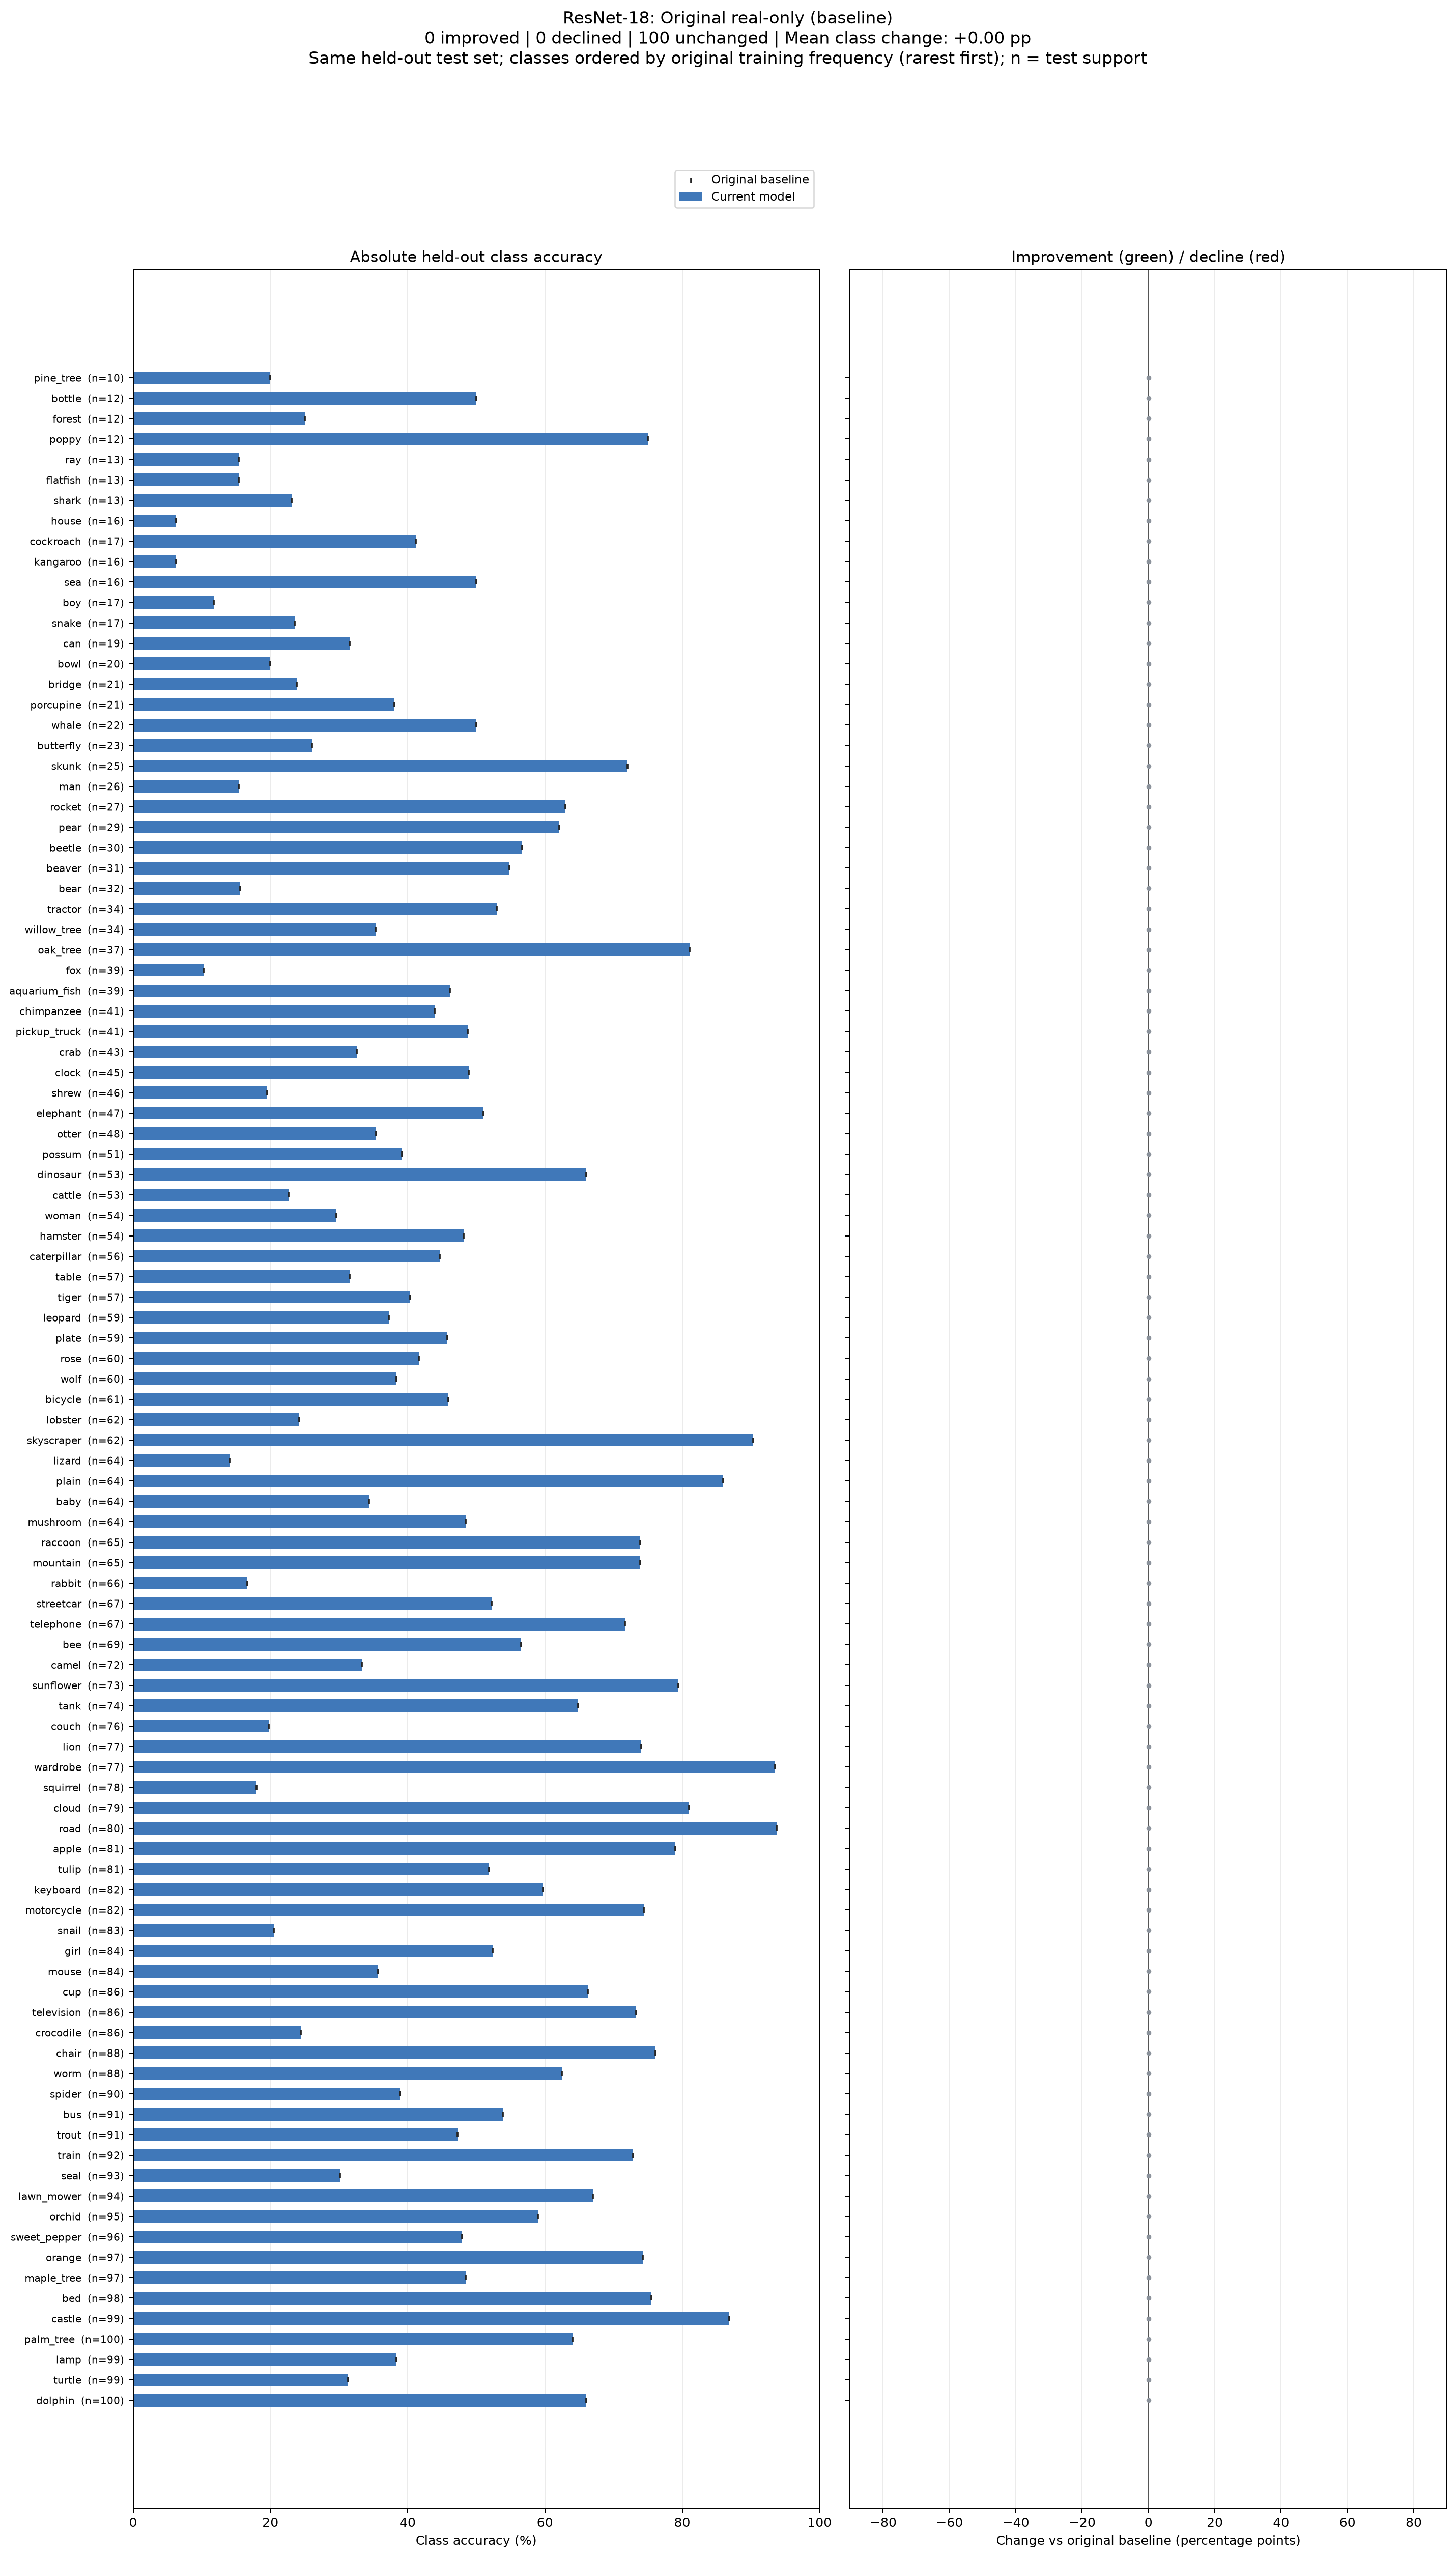 ResNet-18: Original real-only (baseline)
0 improved | 0 declined | 100 unchanged | Mean class change: +0.00 pp
Same held-out test set; classes ordered by original training frequency (rarest first); n = test support
Original baseline
Current model
Absolute held-out class accuracy
Improvement (green) / decline (red)
pine_tree (n=10)
bottle (n=12)
forest (n=12)
poppy (n=12)
ray (n=13)
flatfish (n=13)
shark (n=13)
house (n=16)
cockroach (n=17)
kangaroo (n=16)
sea (n=16)
boy (n=17)
snake (n=17)
can (n=19)
bowl (n=20)
bridge (n=21)
porcupine (n=21)
whale (n=22)
butterfly (n=23)
skunk (n=25)
man (n=26)
rocket (n=27)
pear (n=29)
beetle (n=30)
beaver (n=31)
bear (n=32)
tractor (n=34)
willow_tree (n=34)
oak_tree (n=37)
fox (n=39)
aquarium_fish (n=39)
chimpanzee (n=41)
pickup_truck (n=41)
crab (n=43)
clock (n=45)
shrew (n=46)
elephant (n=47)
otter (n=48)
possum (n=51)
dinosaur (n=53)
cattle (n=53)
woman (n=54)
hamster (n=54)
caterpillar (n=56)
table (n=57)
tiger (n=57)
leopard (n=59)
plate (n=59)
rose (n=60)
wolf (n=60)
bicycle (n=61)
lobster (n=62)
skyscraper (n=62)
lizard (n=64)
plain (n=64)
baby (n=64)
mushroom (n=64)
raccoon (n=65)
mountain (n=65)
rabbit (n=66)
streetcar (n=67)
telephone (n=67)
bee (n=69)
camel (n=72)
sunflower (n=73)
tank (n=74)
couch (n=76)
lion (n=77)
wardrobe (n=77)
squirrel (n=78)
cloud (n=79)
road (n=80)
apple (n=81)
tulip (n=81)
keyboard (n=82)
motorcycle (n=82)
snail (n=83)
girl (n=84)
mouse (n=84)
cup (n=86)
television (n=86)
crocodile (n=86)
chair (n=88)
worm (n=88)
spider (n=90)
bus (n=91)
trout (n=91)
train (n=92)
seal (n=93)
lawn_mower (n=94)
orchid (n=95)
sweet_pepper (n=96)
orange (n=97)
maple_tree (n=97)
bed (n=98)
castle (n=99)
palm_tree (n=100)
lamp (n=99)
turtle (n=99)
dolphin (n=100)
0 20 40 60 80 100
Class accuracy (%)
−80 −60 −40 −20 0 20 40 60 80
Change vs original baseline (percentage points)